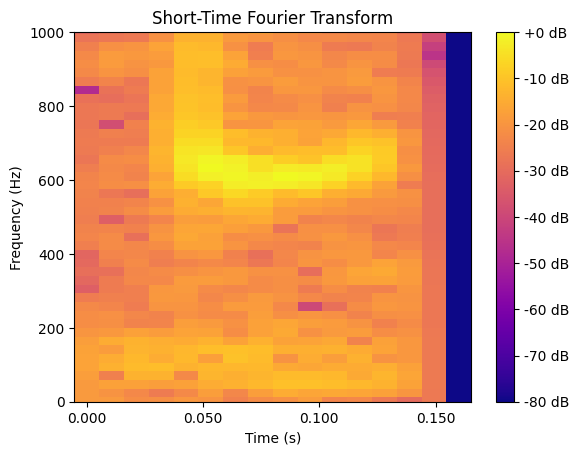 Short-Time Fourier Transform
1000
800
600
400
200
0
Frequency (Hz)
0.000
0.050
0.100
0.150
Time (s)
+0 dB
-10 dB
-20 dB
-30 dB
-40 dB
-50 dB
-60 dB
-70 dB
-80 dB